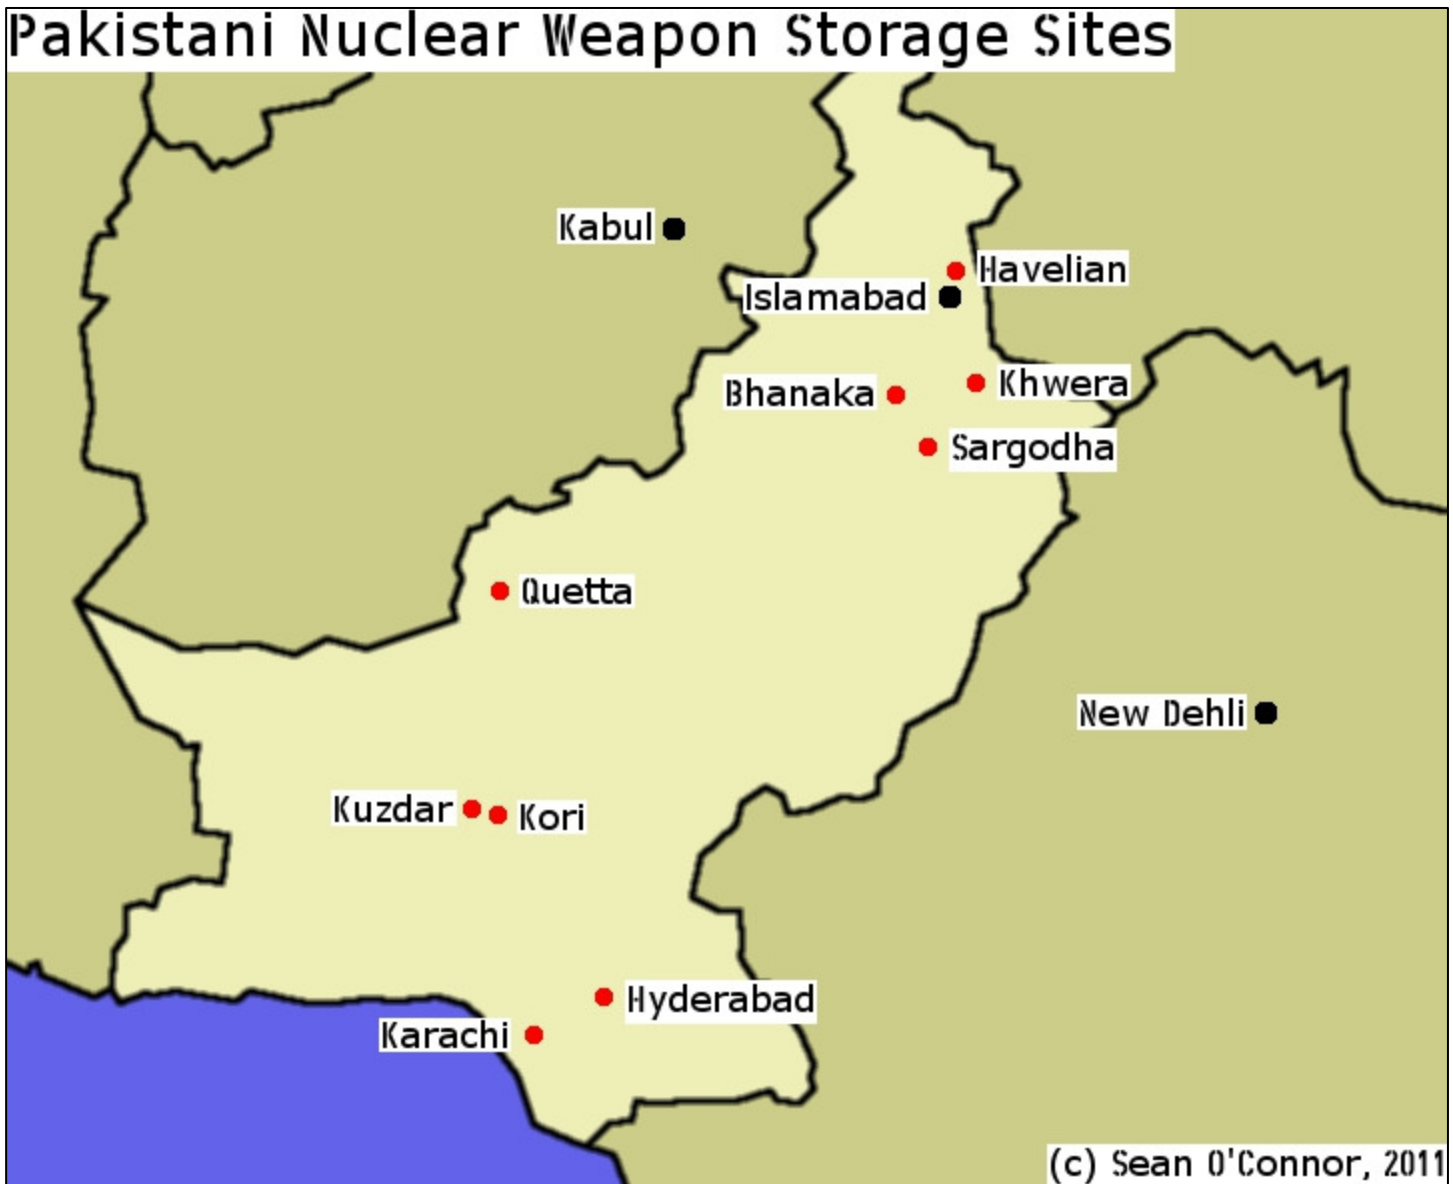 Pakistani Nuclear Weapon Storage Sites
Kabul
Havelian
Islamabad
Khwera
Bhanaka
Sargodha
Quetta
New Dehli
Kuzdar
Kori
Hyderabad
Karachi
(c) Sean O'Connor, 2011